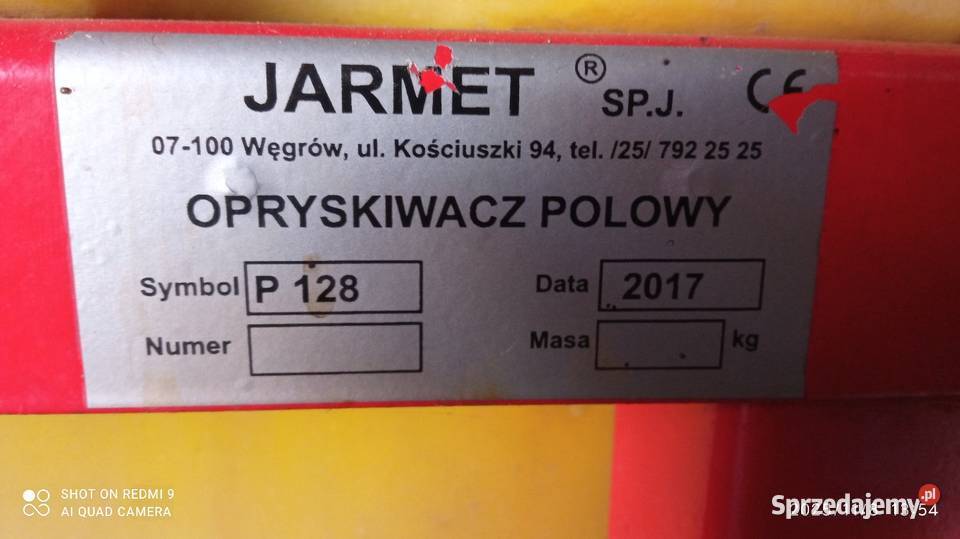 JARMET ® SP.J. CE
07-100 Węgrów, ul. Kościuszki 94, tel. /25/ 792 25 25
OPRYSKIWACZ POLOWY
Symbol P 128 Data 2017
Numer Masa kg
SHOT ON REDMI 9
AI QUAD CAMERA
Sprzedajemy.pl